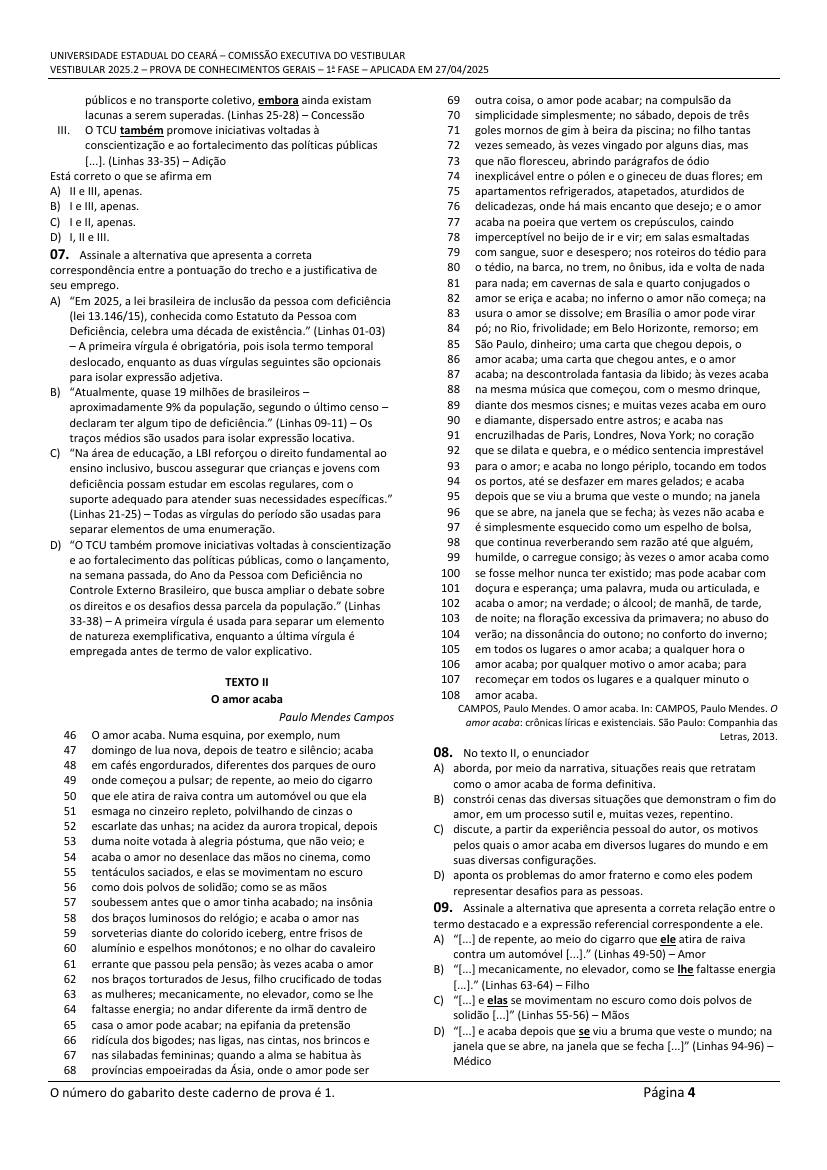 UNIVERSIDADE ESTADUAL DO CEARÁ – COMISSÃO EXECUTIVA DO VESTIBULAR
VESTIBULAR 2025.2 – PROVA DE CONHECIMENTOS GERAIS – 1ª FASE – APLICADA EM 27/04/2025
públicos e no transporte coletivo, embora ainda existam
lacunas a serem superadas. (Linhas 25-28) – Concessão
III. O TCU também promove iniciativas voltadas à
conscientização e ao fortalecimento das políticas públicas
[...]. (Linhas 33-35) – Adição
Está correto o que se afirma em
A) II e III, apenas.
B) I e III, apenas.
C) I e II, apenas.
D) I, II e III.
07. Assinale a alternativa que apresenta a correta
correspondência entre a pontuação do trecho e a justificativa de
seu emprego.
A) “Em 2025, a lei brasileira de inclusão da pessoa com deficiência
(lei 13.146/15), conhecida como Estatuto da Pessoa com
Deficiência, celebra uma década de existência.” (Linhas 01-03)
– A primeira vírgula é obrigatória, pois isola termo temporal
deslocado, enquanto as duas vírgulas seguintes são opcionais
para isolar expressão adjetiva.
B) “Atualmente, quase 19 milhões de brasileiros –
aproximadamente 9% da população, segundo o último censo –
declaram ter algum tipo de deficiência.” (Linhas 09-11) – Os
traços médios são usados para isolar expressão locativa.
C) “Na área de educação, a LBI reforçou o direito fundamental ao
ensino inclusivo, buscou assegurar que crianças e jovens com
deficiência possam estudar em escolas regulares, com o
suporte adequado para atender suas necessidades específicas.”
(Linhas 21-25) – Todas as vírgulas do período são usadas para
separar elementos de uma enumeração.
D) “O TCU também promove iniciativas voltadas à conscientização
e ao fortalecimento das políticas públicas, como o lançamento,
na semana passada, do Ano da Pessoa com Deficiência no
Controle Externo Brasileiro, que busca ampliar o debate sobre
os direitos e os desafios dessa parcela da população.” (Linhas
33-38) – A primeira vírgula é usada para separar um elemento
de natureza exemplificativa, enquanto a última vírgula é
empregada antes de termo de valor explicativo.
TEXTO II
O amor acaba
Paulo Mendes Campos
46 O amor acaba. Numa esquina, por exemplo, num
47 domingo de lua nova, depois de teatro e silêncio; acaba
48 em cafés engordurados, diferentes dos parques de ouro
49 onde começou a pulsar; de repente, ao meio do cigarro
50 que ele atira de raiva contra um automóvel ou que ela
51 esmaga no cinzeiro repleto, polvilhando de cinzas o
52 escarlate das unhas; na acidez da aurora tropical, depois
53 duma noite votada à alegria póstuma, que não veio; e
54 acaba o amor no desenlace das mãos no cinema, como
55 tentáculos saciados, e elas se movimentam no escuro
56 como dois polvos de solidão; como se as mãos
57 soubessem antes que o amor tinha acabado; na insônia
58 dos braços luminosos do relógio; e acaba o amor nas
59 sorveterias diante do colorido iceberg, entre frisos de
60 alumínio e espelhos monótonos; e no olhar do cavaleiro
61 errante que passou pela pensão; às vezes acaba o amor
62 nos braços torturados de Jesus, filho crucificado de todas
63 as mulheres; mecanicamente, no elevador, como se lhe
64 faltasse energia; no andar diferente da irmã dentro de
65 casa o amor pode acabar; na epifania da pretensão
66 ridícula dos bigodes; nas ligas, nas cintas, nos brincos e
67 nas silabadas femininas; quando a alma se habitua às
68 províncias empoeiradas da Ásia, onde o amor pode ser
69 outra coisa, o amor pode acabar; na compulsão da
70 simplicidade simplesmente; no sábado, depois de três
71 goles mornos de gim à beira da piscina; no filho tantas
72 vezes semeado, às vezes vingado por alguns dias, mas
73 que não floresceu, abrindo parágrafos de ódio
74 inexplicável entre o pólen e o gineceu de duas flores; em
75 apartamentos refrigerados, atapetados, aturdidos de
76 delicadezas, onde há mais encanto que desejo; e o amor
77 acaba na poeira que vertem os crepúsculos, caindo
78 imperceptível no beijo de ir e vir; em salas esmaltadas
79 com sangue, suor e desespero; nos roteiros do tédio para
80 o tédio, na barca, no trem, no ônibus, ida e volta de nada
81 para nada; em cavernas de sala e quarto conjugados o
82 amor se eriça e acaba; no inferno o amor não começa; na
83 usura o amor se dissolve; em Brasília o amor pode virar
84 pó; no Rio, frivolidade; em Belo Horizonte, remorso; em
85 São Paulo, dinheiro; uma carta que chegou depois, o
86 amor acaba; uma carta que chegou antes, e o amor
87 acaba; na descontrolada fantasia da libido; às vezes acaba
88 na mesma música que começou, com o mesmo drinque,
89 diante dos mesmos cisnes; e muitas vezes acaba em ouro
90 e diamante, dispersado entre astros; e acaba nas
91 encruzilhadas de Paris, Londres, Nova York; no coração
92 que se dilata e quebra, e o médico sentencia imprestável
93 para o amor; e acaba no longo périplo, tocando em todos
94 os portos, até se desfazer em mares gelados; e acaba
95 depois que se viu a bruma que veste o mundo; na janela
96 que se abre, na janela que se fecha; às vezes não acaba e
97 é simplesmente esquecido como um espelho de bolsa,
98 que continua reverberando sem razão até que alguém,
99 humilde, o carregue consigo; às vezes o amor acaba como
100 se fosse melhor nunca ter existido; mas pode acabar com
101 doçura e esperança; uma palavra, muda ou articulada, e
102 acaba o amor; na verdade; o álcool; de manhã, de tarde,
103 de noite; na floração excessiva da primavera; no abuso do
104 verão; na dissonância do outono; no conforto do inverno;
105 em todos os lugares o amor acaba; a qualquer hora o
106 amor acaba; por qualquer motivo o amor acaba; para
107 recomeçar em todos os lugares e a qualquer minuto o
108 amor acaba.
CAMPOS, Paulo Mendes. O amor acaba. In: CAMPOS, Paulo Mendes. O
amor acaba: crônicas líricas e existenciais. São Paulo: Companhia das
Letras, 2013.
08. No texto II, o enunciador
A) aborda, por meio da narrativa, situações reais que retratam
como o amor acaba de forma definitiva.
B) constrói cenas das diversas situações que demonstram o fim do
amor, em um processo sutil e, muitas vezes, repentino.
C) discute, a partir da experiência pessoal do autor, os motivos
pelos quais o amor acaba em diversos lugares do mundo e em
suas diversas configurações.
D) aponta os problemas do amor fraterno e como eles podem
representar desafios para as pessoas.
09. Assinale a alternativa que apresenta a correta relação entre o
termo destacado e a expressão referencial correspondente a ele.
A) “[...] de repente, ao meio do cigarro que ele atira de raiva
contra um automóvel [...].” (Linhas 49-50) – Amor
B) “[...] mecanicamente, no elevador, como se lhe faltasse energia
[...].” (Linhas 63-64) – Filho
C) “[...] e elas se movimentam no escuro como dois polvos de
solidão [...]” (Linhas 55-56) – Mãos
D) “[...] e acaba depois que se viu a bruma que veste o mundo; na
janela que se abre, na janela que se fecha [...]” (Linhas 94-96) –
Médico
O número do gabarito deste caderno de prova é 1.
Página 4